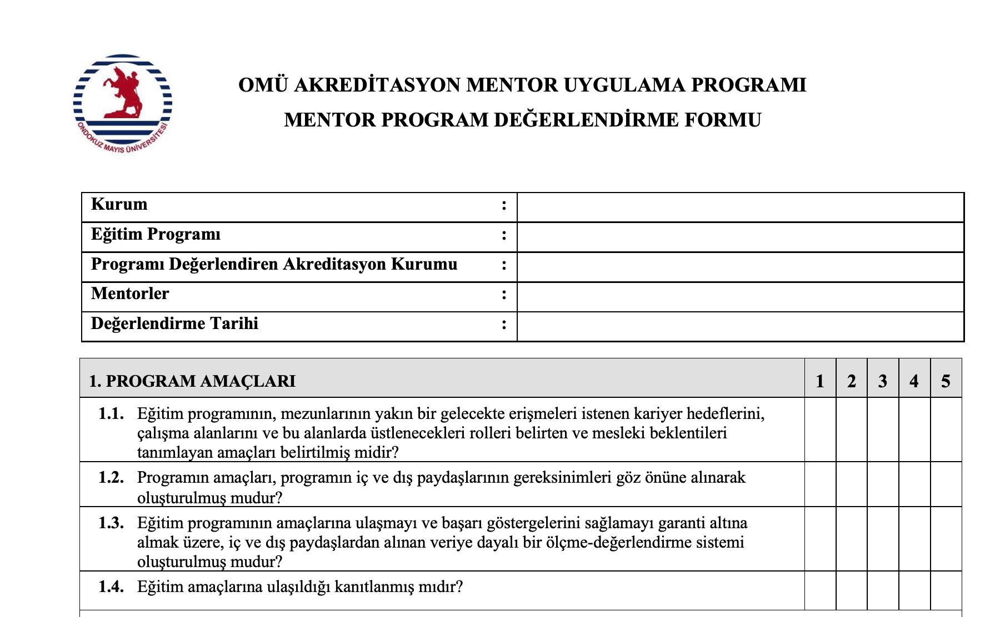 ONDOKUZ MAYIS ÜNİVERSİTESİ
OMÜ AKREDİTASYON MENTOR UYGULAMA PROGRAMI
MENTOR PROGRAM DEĞERLENDİRME FORMU
Kurum :
Eğitim Programı :
Programı Değerlendiren Akreditasyon Kurumu :
Mentorler :
Değerlendirme Tarihi :
1. PROGRAM AMAÇLARI 1 2 3 4 5
1.1. Eğitim programının, mezunlarının yakın bir gelecekte erişmeleri istenen kariyer hedeflerini,
çalışma alanlarını ve bu alanlarda üstlenecekleri rolleri belirten ve mesleki beklentileri
tanımlayan amaçları belirtilmiş midir?
1.2. Programın amaçları, programın iç ve dış paydaşlarının gereksinimleri göz önüne alınarak
oluşturulmuş mudur?
1.3. Eğitim programının amaçlarına ulaşmayı ve başarı göstergelerini sağlamayı garanti altına
almak üzere, iç ve dış paydaşlardan alınan veriye dayalı bir ölçme-değerlendirme sistemi
oluşturulmuş mudur?
1.4. Eğitim amaçlarına ulaşıldığı kanıtlanmış mıdır?